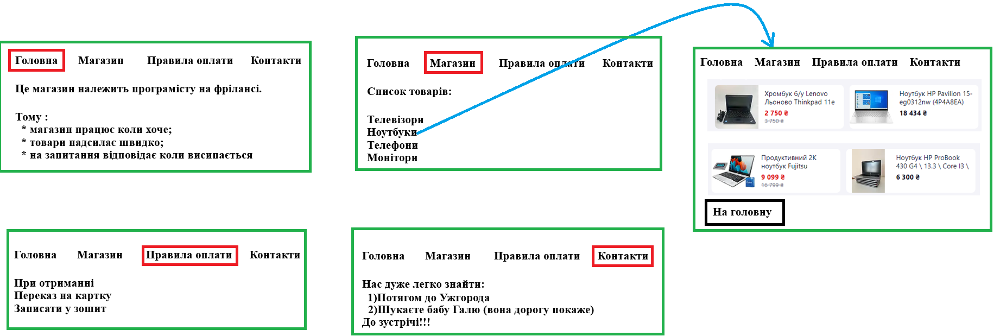 Головна Магазин Правила оплати Контакти
Це магазин належить програмісту на фрілансі.
Тому :
* магазин працює коли хоче;
* товари надсилає швидко;
* на запитання відповідає коли висипається
Головна Магазин Правила оплати Контакти
Список товарів:
Телевізори
Ноутбуки
Телефони
Монітори
Головна Магазин Правила оплати Контакти
Хромбук б/у Lenovo
Льоново Thinkpad 11e
2 750 ₴
3 750 ₴
Ноутбук HP Pavilion 15-
eg0312nw (4P4A8EA)
18 434 ₴
Продуктивний 2K
ноутбук Fujitsu
9 099 ₴
16 799 ₴
Ноутбук HP ProBook
430 G4 \ 13.3 \ Core I3 \
6 300 ₴
На головну
Головна Магазин Правила оплати Контакти
При отриманні
Переказ на картку
Записати у зошит
Головна Магазин Правила оплати Контакти
Нас дуже легко знайти:
1)Потягом до Ужгорода
2)Шукаєте бабу Галю (вона дорогу покаже)
До зустрічі!!!